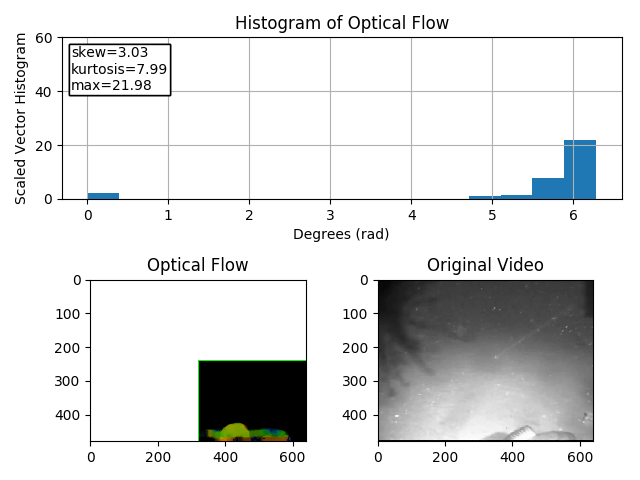 Histogram of Optical Flow
60
40
20
0
Scaled Vector Histogram
skew=3.03
kurtosis=7.99
max=21.98
0 1 2 3 4 5 6
Degrees (rad)
Optical Flow
0
100
200
300
400
0 200 400 600
Original Video
0
100
200
300
400
0 200 400 600